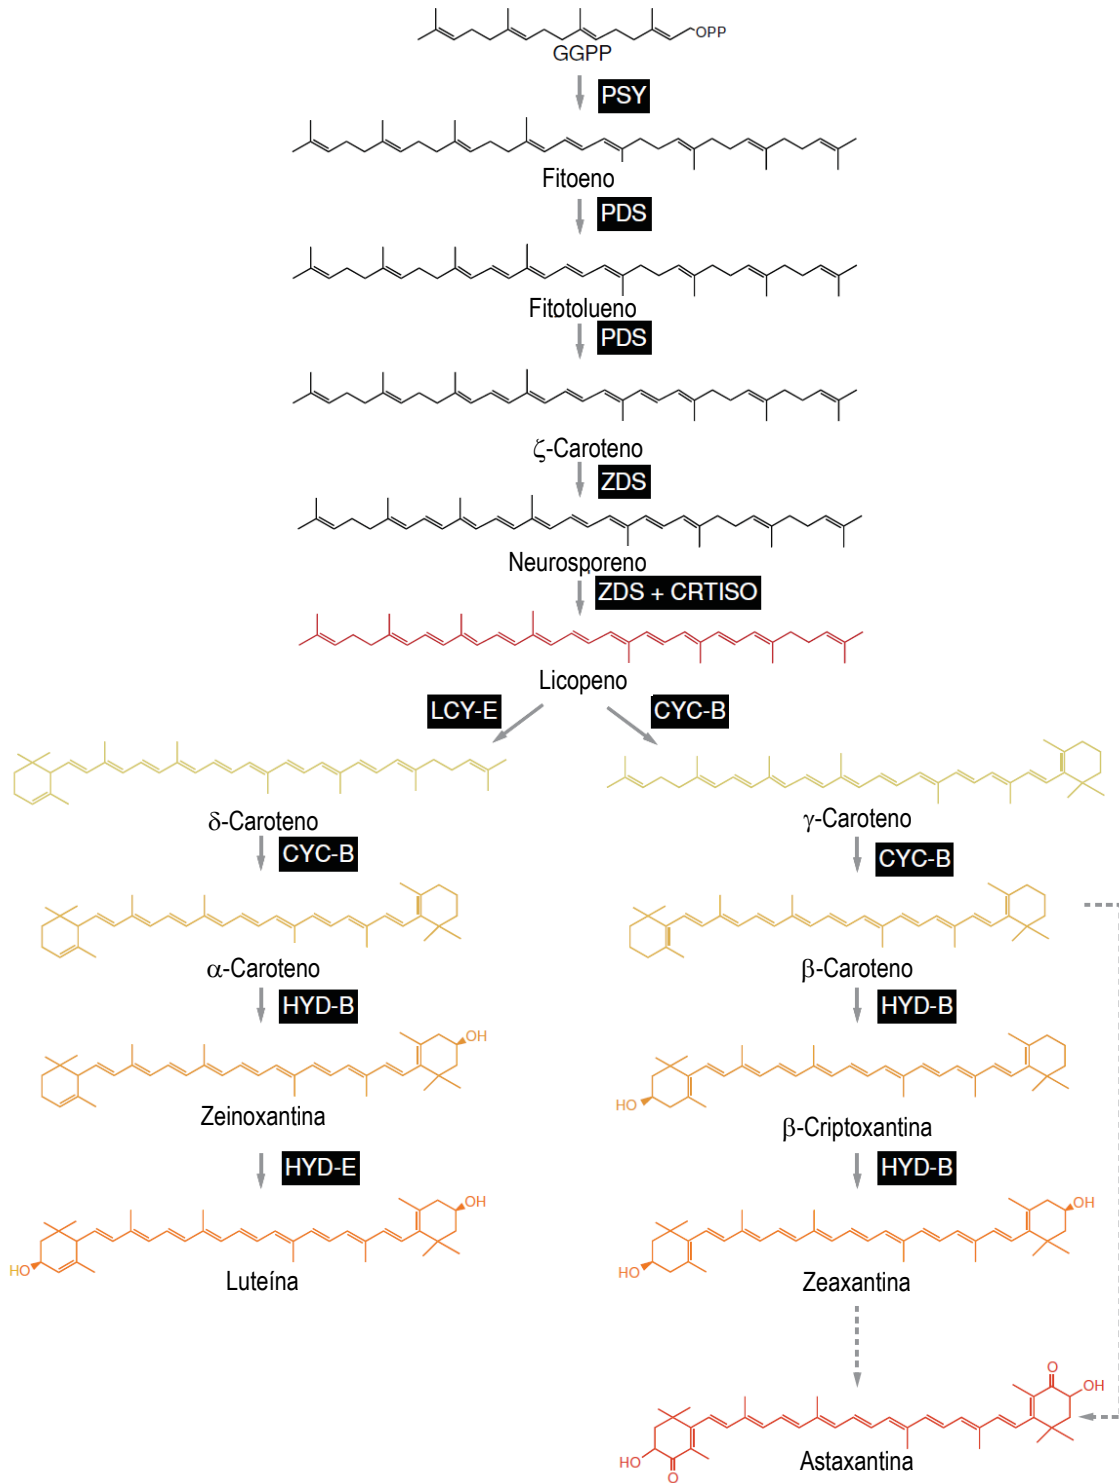 OPP
GGPP
PSY
Fitoeno
PDS
Fitotolueno
PDS
ζ-Caroteno
ZDS
Neurosporeno
ZDS + CRTISO
Licopeno
LCY-E
CYC-B
δ-Caroteno
γ-Caroteno
CYC-B
CYC-B
α-Caroteno
β-Caroteno
HYD-B
HYD-B
OH
HO
Zeinoxantina
β-Criptoxantina
HYD-E
HYD-B
OH
OH
HO
HO
Luteína
Zeaxantina
O
OH
HO
O
Astaxantina